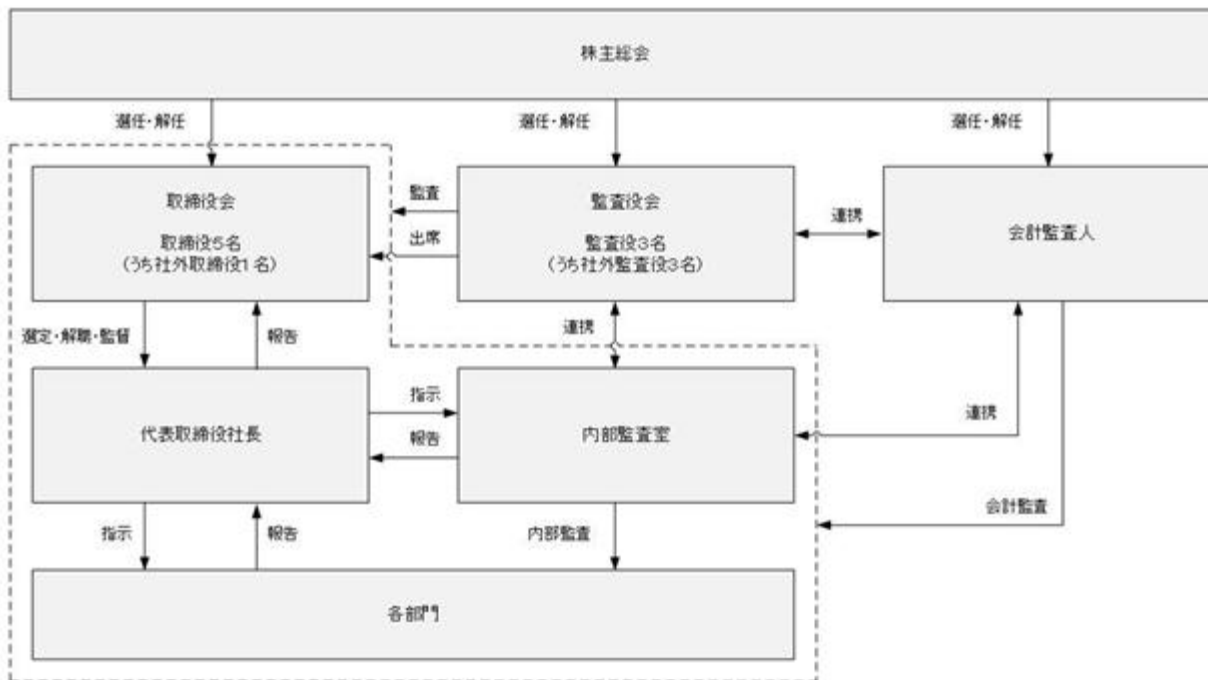 株主総会
選任・解任
選任・解任
選任・解任
取締役会
取締役5名
(うち社外取締役1名)
監査
出席
監査役会
監査役3名
(うち社外監査役3名)
連携
会計監査人
選定・解職・監督
報告
連携
代表取締役社長
指示
報告
内部監査室
連携
指示
報告
内部監査
会計監査
各部門